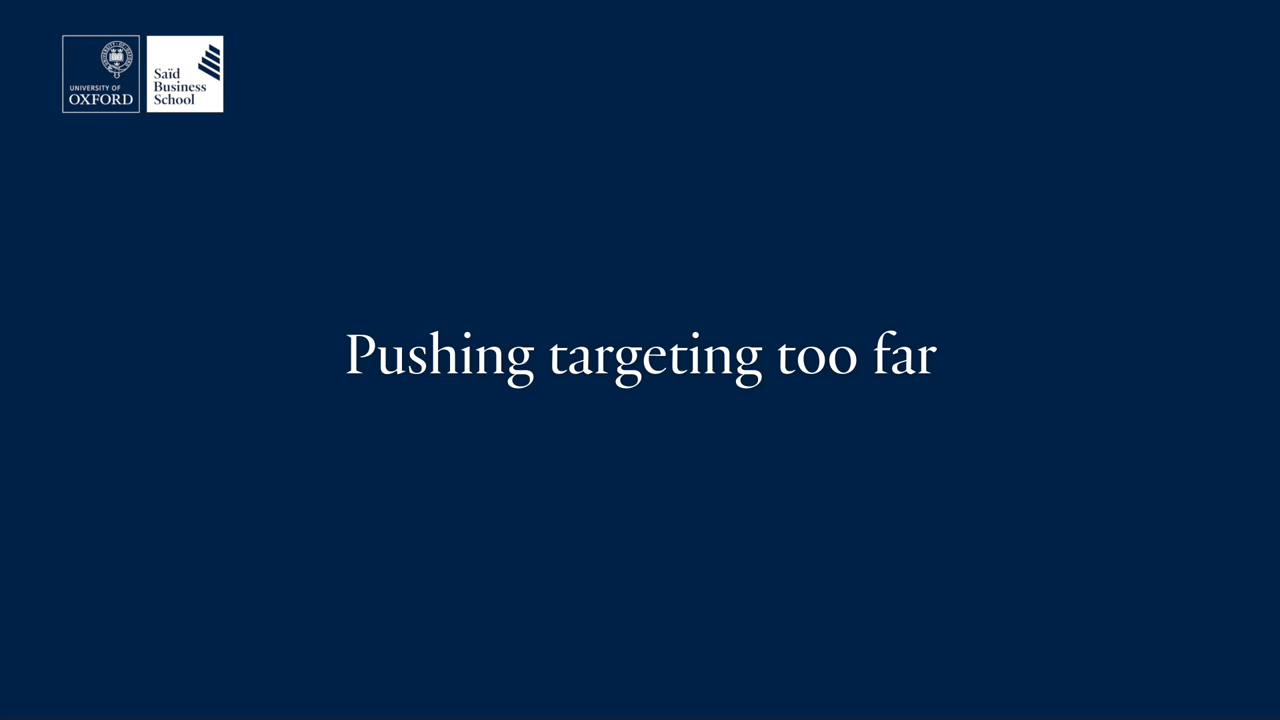 UNIVERSITY OF
OXFORD
Saïd
Business
School
Pushing targeting too far